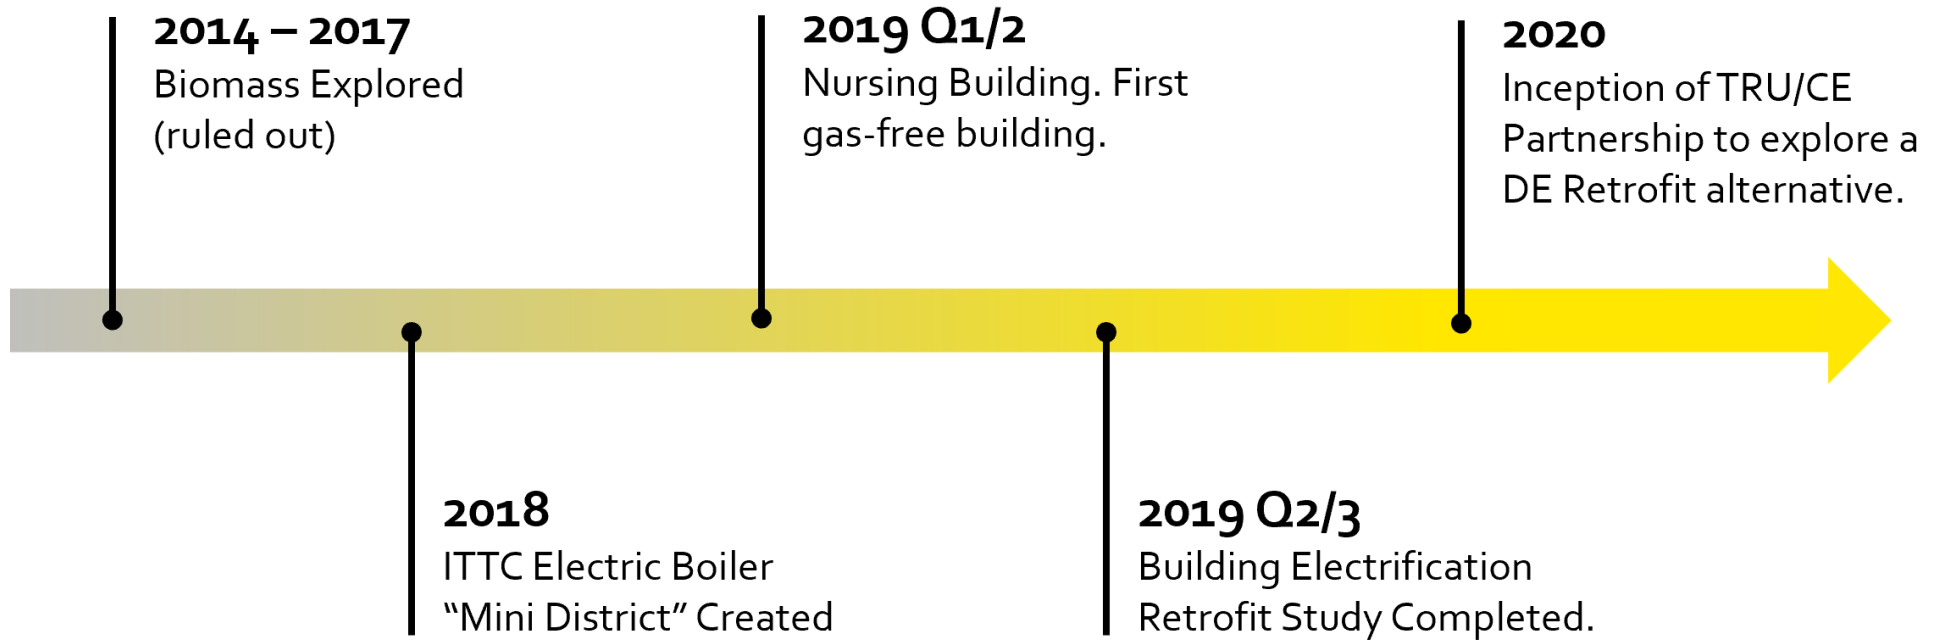 2014 – 2017
Biomass Explored
(ruled out)
2018
ITTC Electric Boiler
“Mini District” Created
2019 Q1/2
Nursing Building. First
gas-free building.
2019 Q2/3
Building Electrification
Retrofit Study Completed.
2020
Inception of TRU/CE
Partnership to explore a
DE Retrofit alternative.